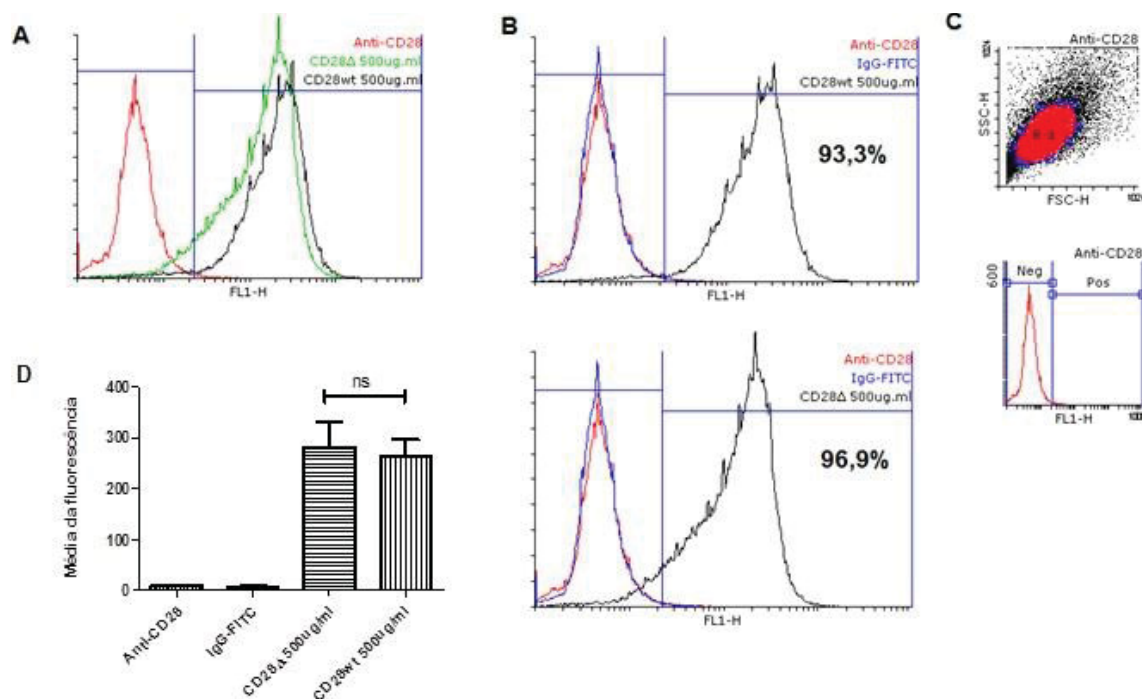 A
Anti-CD28
CD28Δ 500ug.ml
CD28wt 500ug.ml
FL1-H
B
Anti-CD28
IgG-FITC
CD28wt 500ug.ml
93,3%
FL1-H
Anti-CD28
IgG-FITC
CD28Δ 500ug.ml
96,9%
FL1-H
C
Anti-CD28
1024
SSC-H
FSC-H
Anti-CD28
600
Neg
Pos
FL1-H
D
ns
400
300
200
100
0
Média da fluorescência
Anti-CD28
IgG-FITC
CD28Δ 500ug/ml
CD28wt 500ug/ml